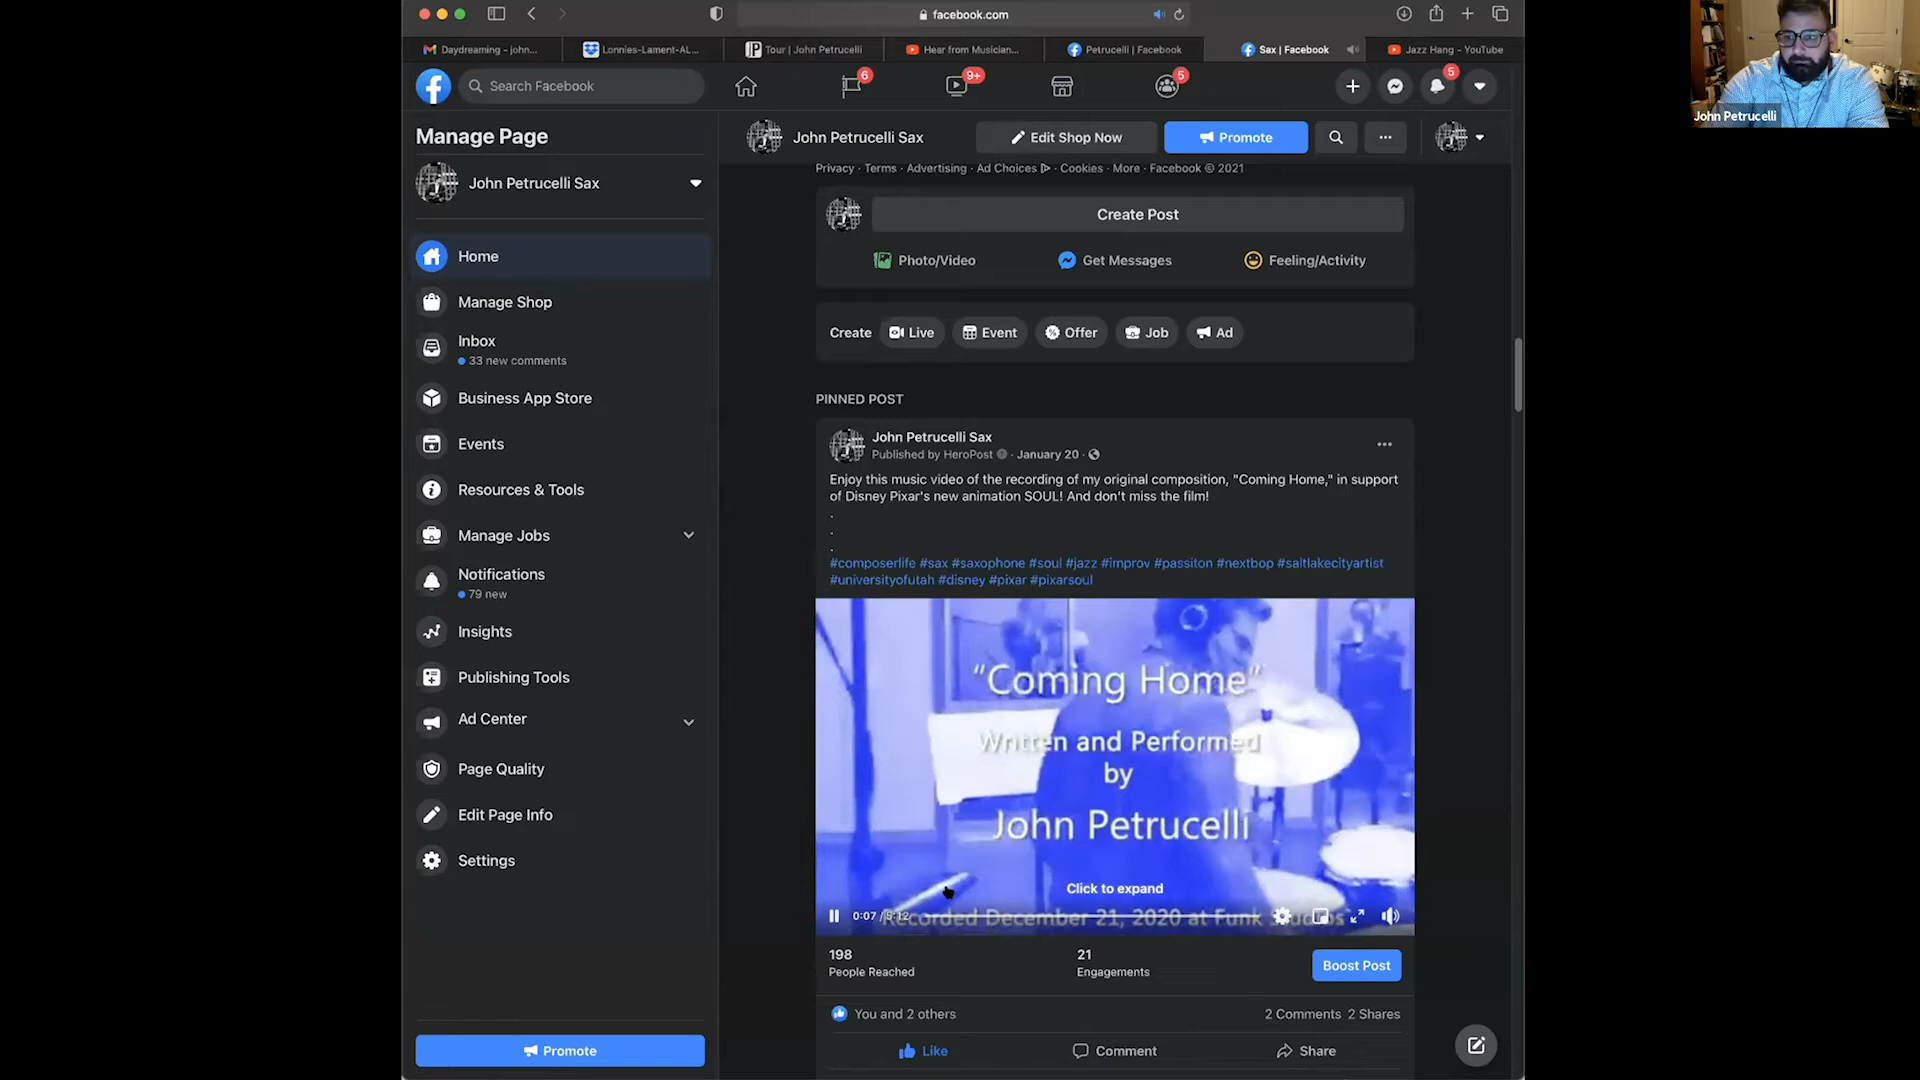 facebook.com
Daydreaming - john...
Lonnies-Lament-AL...
Tour | John Petrucelli
Hear from Musician...
Petrucelli | Facebook
Sax | Facebook
Jazz Hang - YouTube
Search Facebook
6
9+
5
5
Manage Page
John Petrucelli Sax
Home
Manage Shop
Inbox
33 new comments
Business App Store
Events
Resources & Tools
Manage Jobs
Notifications
79 new
Insights
Publishing Tools
Ad Center
Page Quality
Edit Page Info
Settings
Promote
John Petrucelli Sax
Edit Shop Now
Promote
Privacy · Terms · Advertising · Ad Choices · Cookies · More · Facebook © 2021
Create Post
Photo/Video
Get Messages
Feeling/Activity
Create
Live
Event
Offer
Job
Ad
PINNED POST
John Petrucelli Sax
Published by HeroPost · January 20 ·
Enjoy this music video of the recording of my original composition, "Coming Home," in support
of Disney Pixar's new animation SOUL! And don't miss the film!
.
.
.
#composerlife #sax #saxophone #soul #jazz #improv #passiton #nextbop #saltlakecityartist
#universityofutah #disney #pixar #pixarsoul
"Coming Home"
Written and Performed
by
John Petrucelli
Click to expand
0:07 / 5:12
Recorded December 21, 2020 at Funk Studios
198
People Reached
21
Engagements
Boost Post
You and 2 others
2 Comments 2 Shares
Like
Comment
Share
John Petrucelli